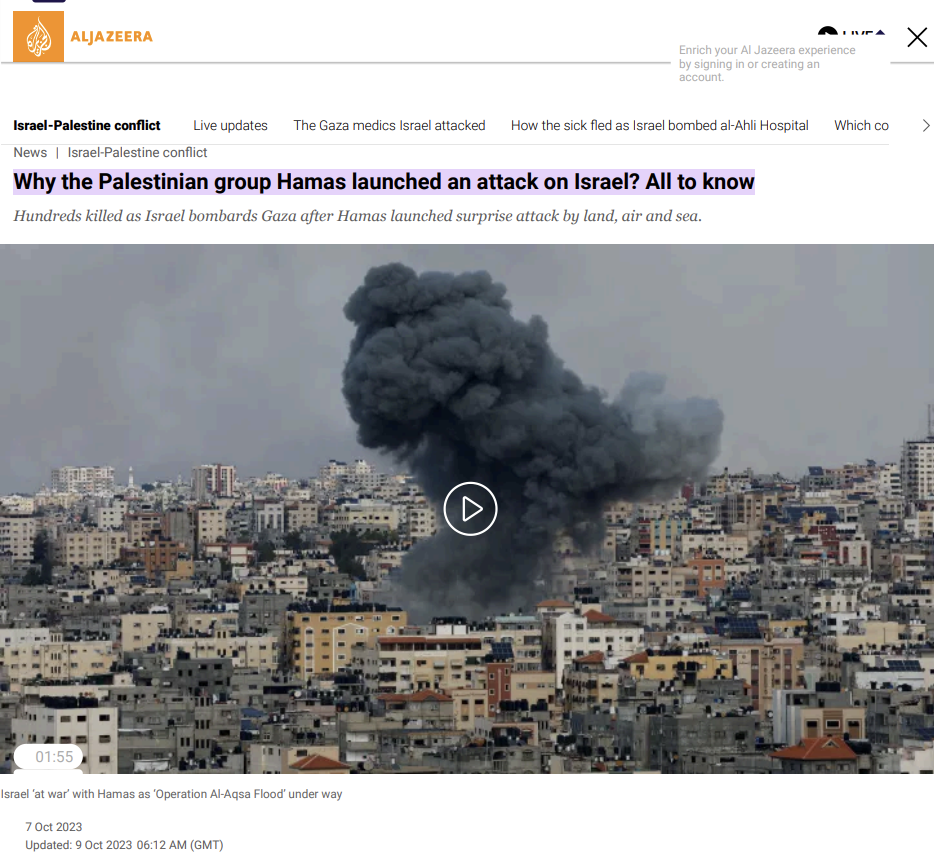 ALJAZEERA
LIVE
Enrich your Al Jazeera experience
by signing in or creating an
account.
Israel-Palestine conflict Live updates The Gaza medics Israel attacked How the sick fled as Israel bombed al-Ahli Hospital Which co
News | Israel-Palestine conflict
Why the Palestinian group Hamas launched an attack on Israel? All to know
Hundreds killed as Israel bombards Gaza after Hamas launched surprise attack by land, air and sea.
01:55
Israel ‘at war’ with Hamas as ‘Operation Al-Aqsa Flood’ under way
7 Oct 2023
Updated: 9 Oct 2023 06:12 AM (GMT)